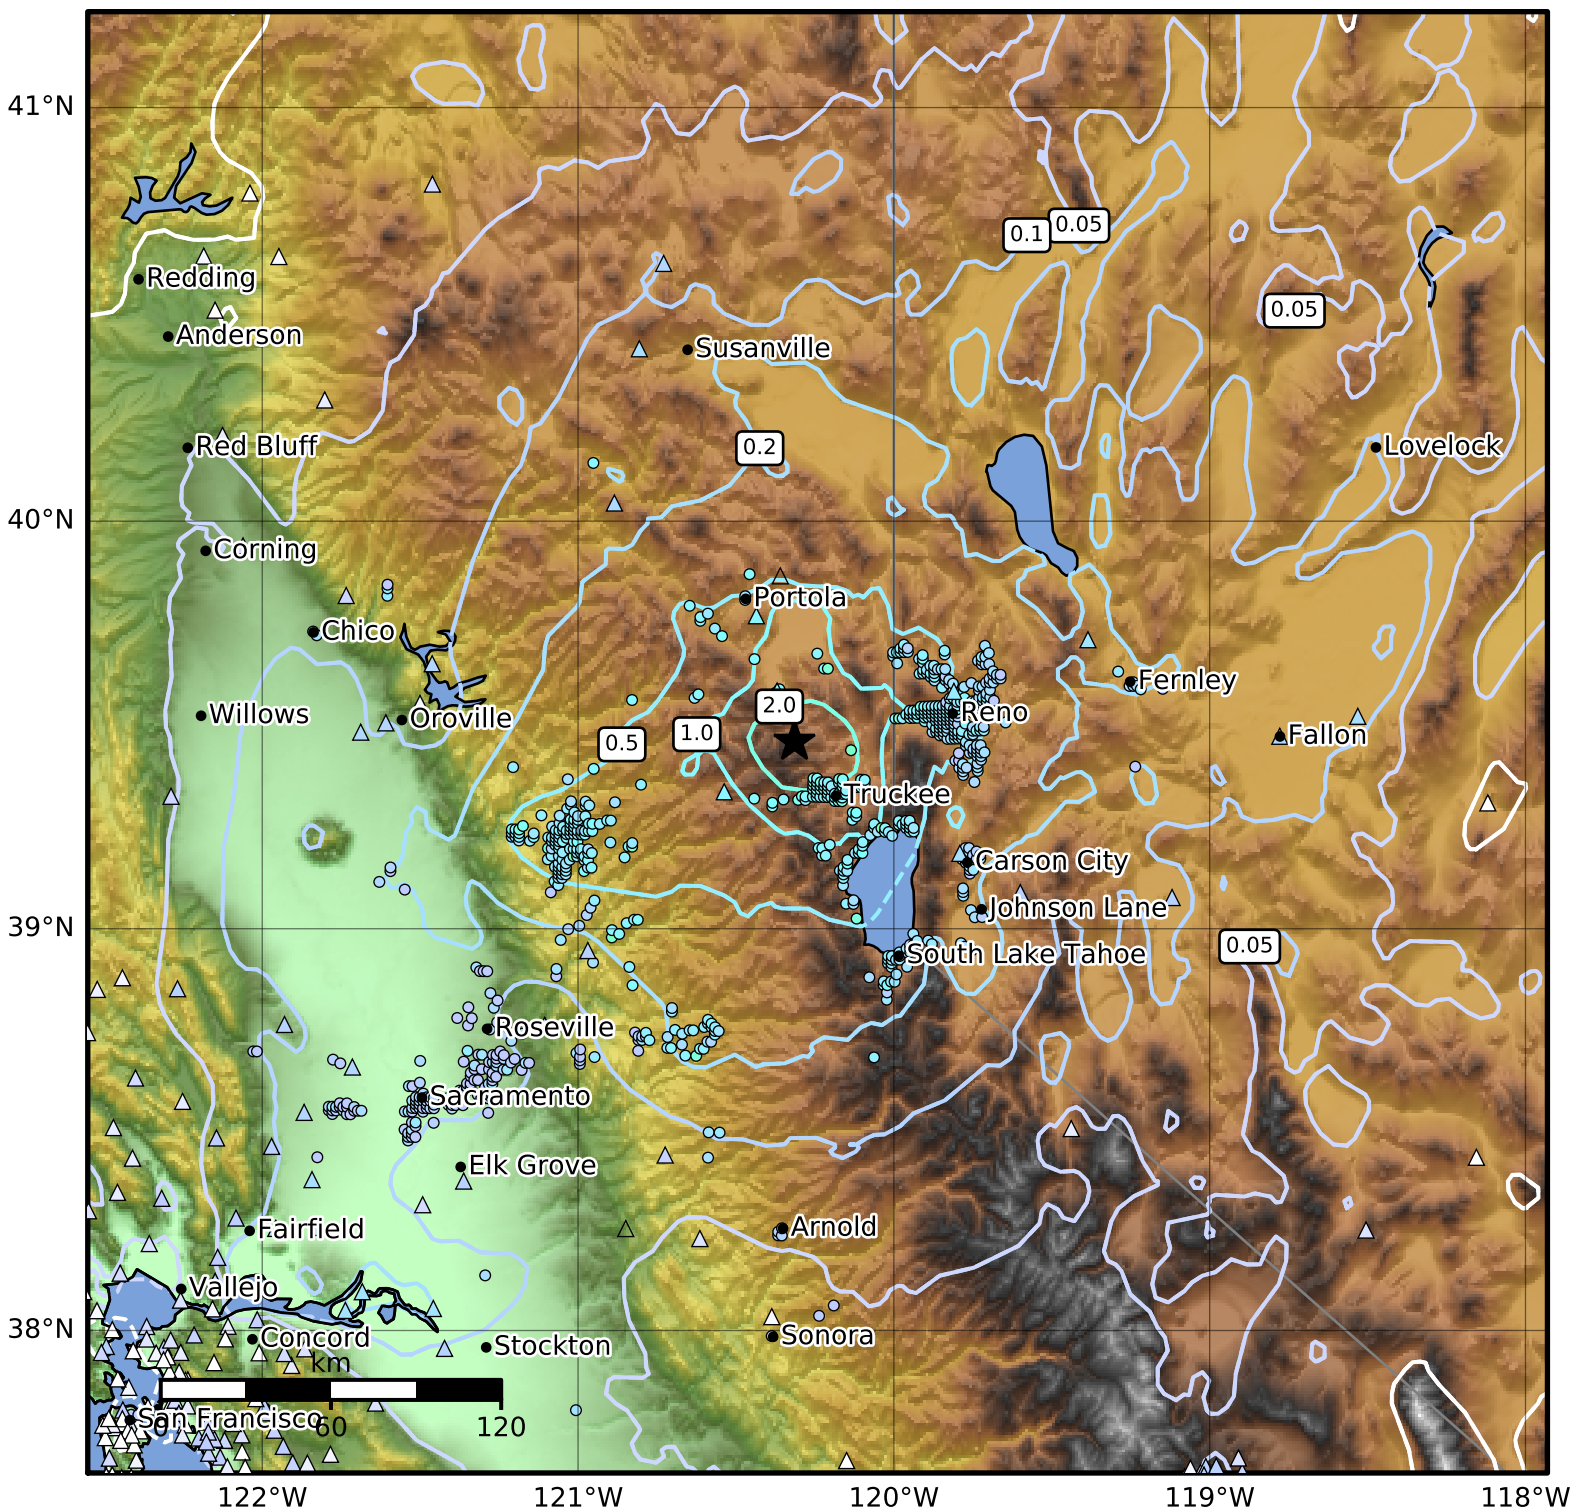 41°N
0.1
0.05
Redding
0.05
Anderson
Susanville
Red Bluff
0.2
Lovelock
40°N
Corning
Portola
Chico
Fernley
Willows
Oroville
2.0
Reno
0.5
1.0
Fallon
Truckee
Carson City
Johnson Lane
39°N
0.05
South Lake Tahoe
Roseville
Sacramento
Elk Grove
Fairfield
Arnold
Vallejo
38°N
Concord
Stockton
Sonora
km
San Francisco
0
60
120
122°W
121°W
120°W
119°W
118°W